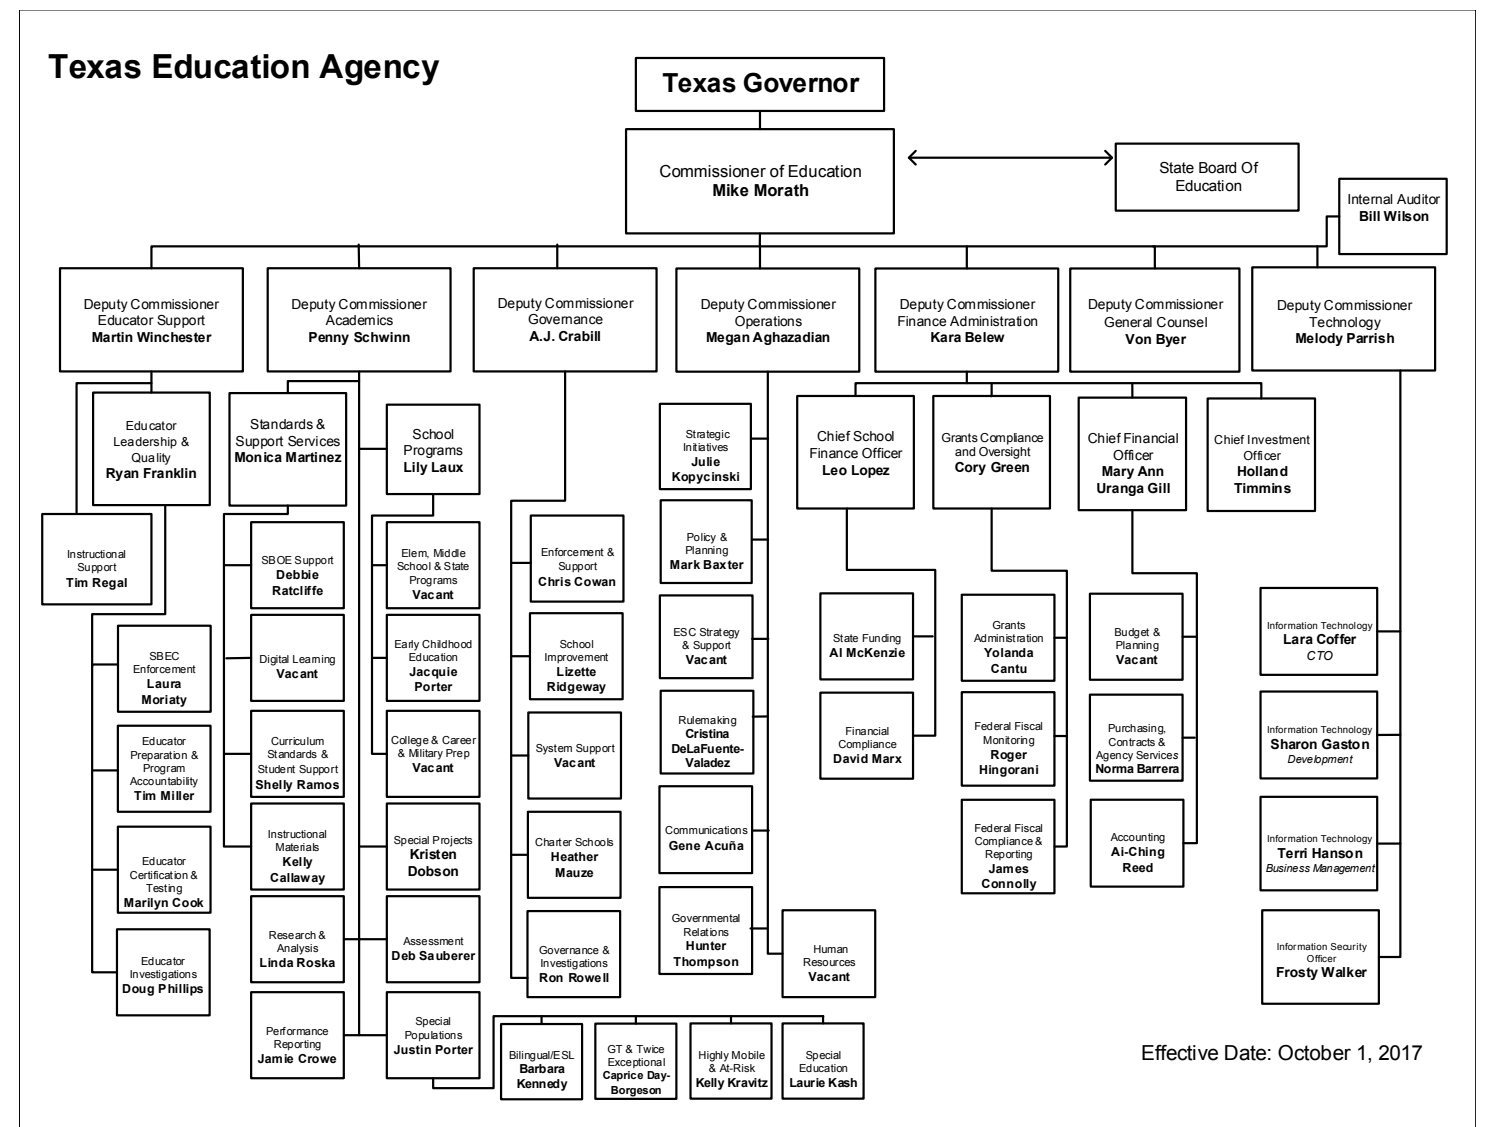 Texas Education Agency
Texas Governor
Commissioner of Education
Mike Morath
State Board Of
Education
Internal Auditor
Bill Wilson
Deputy Commissioner
Educator Support
Martin Winchester
Deputy Commissioner
Academics
Penny Schwinn
Deputy Commissioner
Governance
A.J. Crabill
Deputy Commissioner
Operations
Megan Aghazadian
Deputy Commissioner
Finance Administration
Kara Belew
Deputy Commissioner
General Counsel
Von Byer
Deputy Commissioner
Technology
Melody Parrish
Educator
Leadership &
Quality
Ryan Franklin
Instructional
Support
Tim Regal
SBEC
Enforcement
Laura
Moriaty
Educator
Preparation &
Program
Accountability
Tim Miller
Educator
Certification &
Testing
Marilyn Cook
Educator
Investigations
Doug Phillips
Standards &
Support Services
Monica Martinez
SBOE Support
Debbie
Ratcliffe
Digital Learning
Vacant
Curriculum
Standards &
Student Support
Shelly Ramos
Instructional
Materials
Kelly
Callaway
Research &
Analysis
Linda Roska
Performance
Reporting
Jamie Crowe
School
Programs
Lily Laux
Elem, Middle
School & State
Programs
Vacant
Early Childhood
Education
Jacquie
Porter
College & Career
& Military Prep
Vacant
Special Projects
Kristen
Dobson
Assessment
Deb Sauberer
Special
Populations
Justin Porter
Bilingual/ESL
Barbara
Kennedy
GT & Twice
Exceptional
Caprice Day-
Borgeson
Highly Mobile
& At-Risk
Kelly Kravitz
Special
Education
Laurie Kash
Enforcement &
Support
Chris Cowan
School
Improvement
Lizette
Ridgeway
System Support
Vacant
Charter Schools
Heather
Mauze
Governance &
Investigations
Ron Rowell
Strategic
Initiatives
Julie
Kopycinski
Policy &
Planning
Mark Baxter
ESC Strategy
& Support
Vacant
Rulemaking
Cristina
DeLaFuente-
Valadez
Communications
Gene Acuña
Governmental
Relations
Hunter
Thompson
Human
Resources
Vacant
Chief School
Finance Officer
Leo Lopez
State Funding
Al McKenzie
Financial
Compliance
David Marx
Grants Compliance
and Oversight
Cory Green
Grants
Administration
Yolanda
Cantu
Federal Fiscal
Monitoring
Roger
Hingorani
Federal Fiscal
Compliance &
Reporting
James
Connolly
Chief Financial
Officer
Mary Ann
Uranga Gill
Budget &
Planning
Vacant
Purchasing,
Contracts &
Agency Services
Norma Barrera
Accounting
Ai-Ching
Reed
Chief Investment
Officer
Holland
Timmins
Information Technology
Lara Coffer
CTO
Information Technology
Sharon Gaston
Development
Information Technology
Terri Hanson
Business Management
Information Security
Officer
Frosty Walker
Effective Date: October 1, 2017